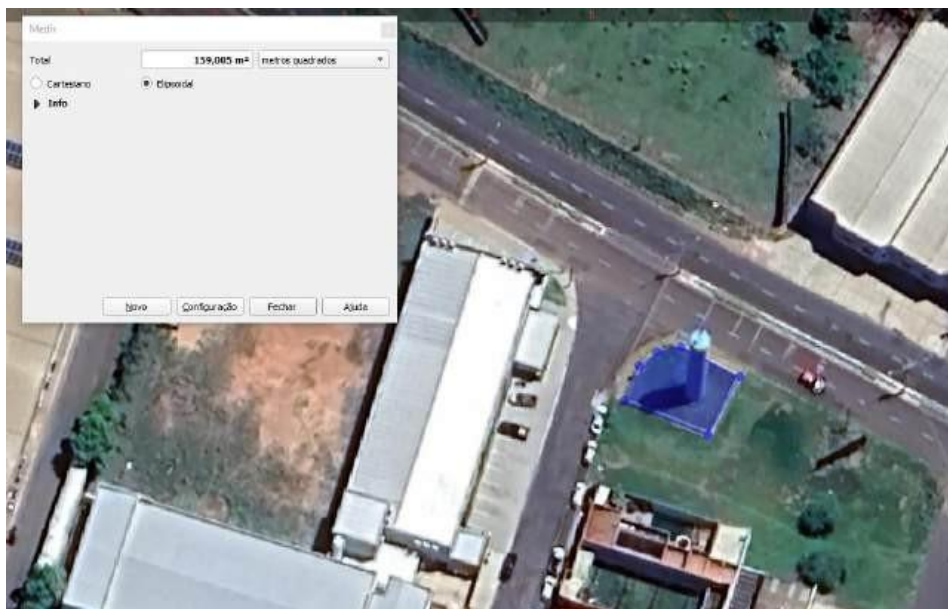 Medir
Total 159,005 m² metros quadrados
Cartesiano Elipsoidal
Info
Novo Configuração Fechar Ajuda